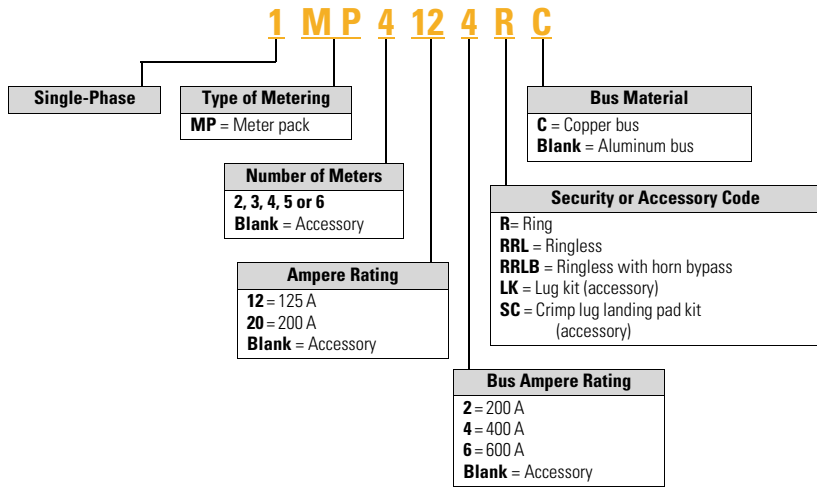 1 MP 4 12 4 R C
Single-Phase
Type of Metering
MP = Meter pack
Number of Meters
2, 3, 4, 5 or 6
Blank = Accessory
Ampere Rating
12 = 125 A
20 = 200 A
Blank = Accessory
Bus Ampere Rating
2 = 200 A
4 = 400 A
6 = 600 A
Blank = Accessory
Security or Accessory Code
R= Ring
RRL = Ringless
RRLB = Ringless with horn bypass
LK = Lug kit (accessory)
SC = Crimp lug landing pad kit
(accessory)
Bus Material
C = Copper bus
Blank = Aluminum bus